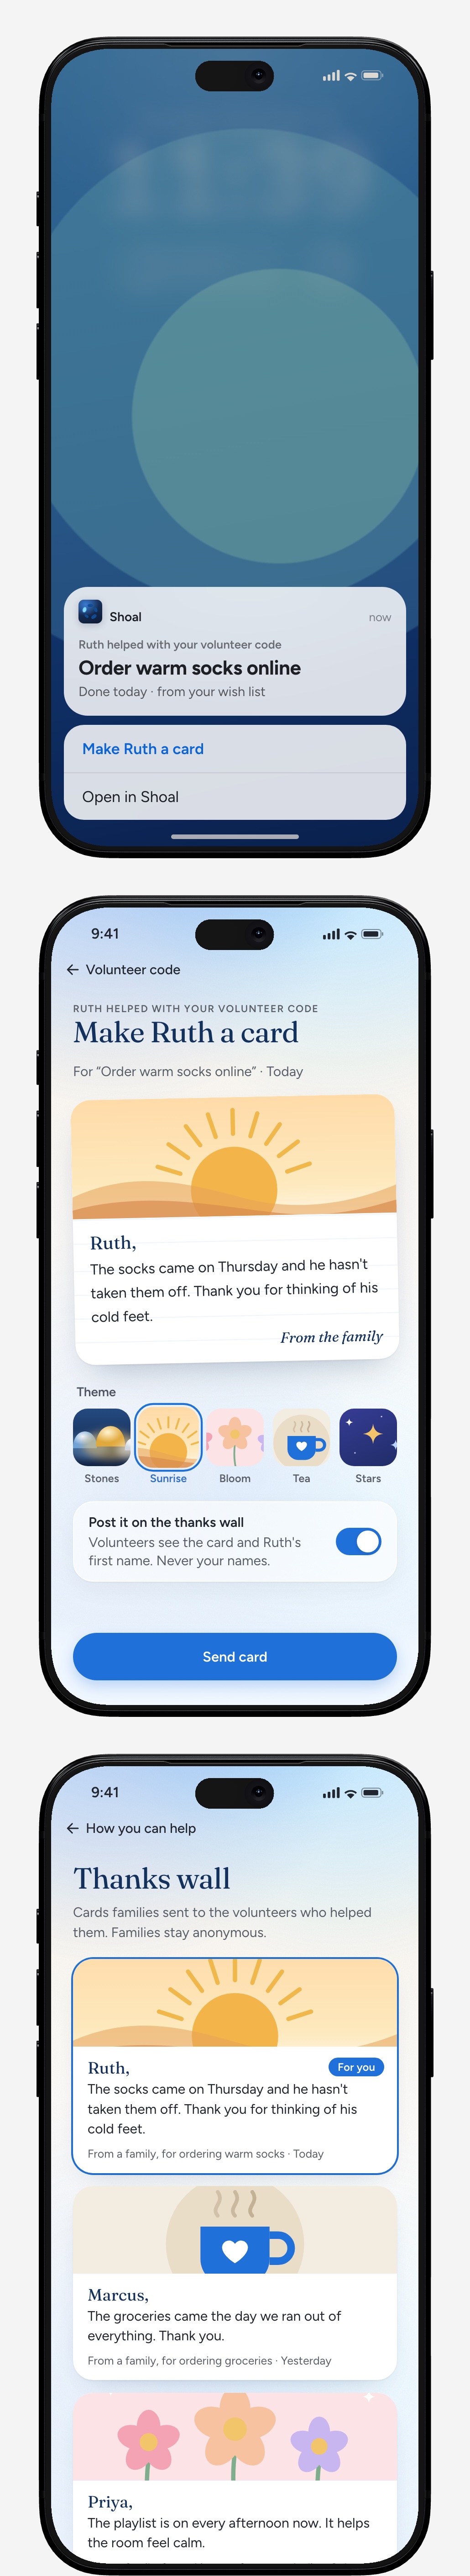 Shoal
now
Ruth helped with your volunteer code
Order warm socks online
Done today · from your wish list
Make Ruth a card
Open in Shoal
9:41
Volunteer code
RUTH HELPED WITH YOUR VOLUNTEER CODE
Make Ruth a card
For “Order warm socks online” · Today
Ruth,
The socks came on Thursday and he hasn't
taken them off. Thank you for thinking of his
cold feet.
From the family
Theme
Stones
Sunrise
Bloom
Tea
Stars
Post it on the thanks wall
Volunteers see the card and Ruth's
first name. Never your names.
Send card
9:41
How you can help
Thanks wall
Cards families sent to the volunteers who helped
them. Families stay anonymous.
Ruth,
For you
The socks came on Thursday and he hasn't
taken them off. Thank you for thinking of his
cold feet.
From a family, for ordering warm socks · Today
Marcus,
The groceries came the day we ran out of
everything. Thank you.
From a family, for ordering groceries · Yesterday
Priya,
The playlist is on every afternoon now. It helps
the room feel calm.